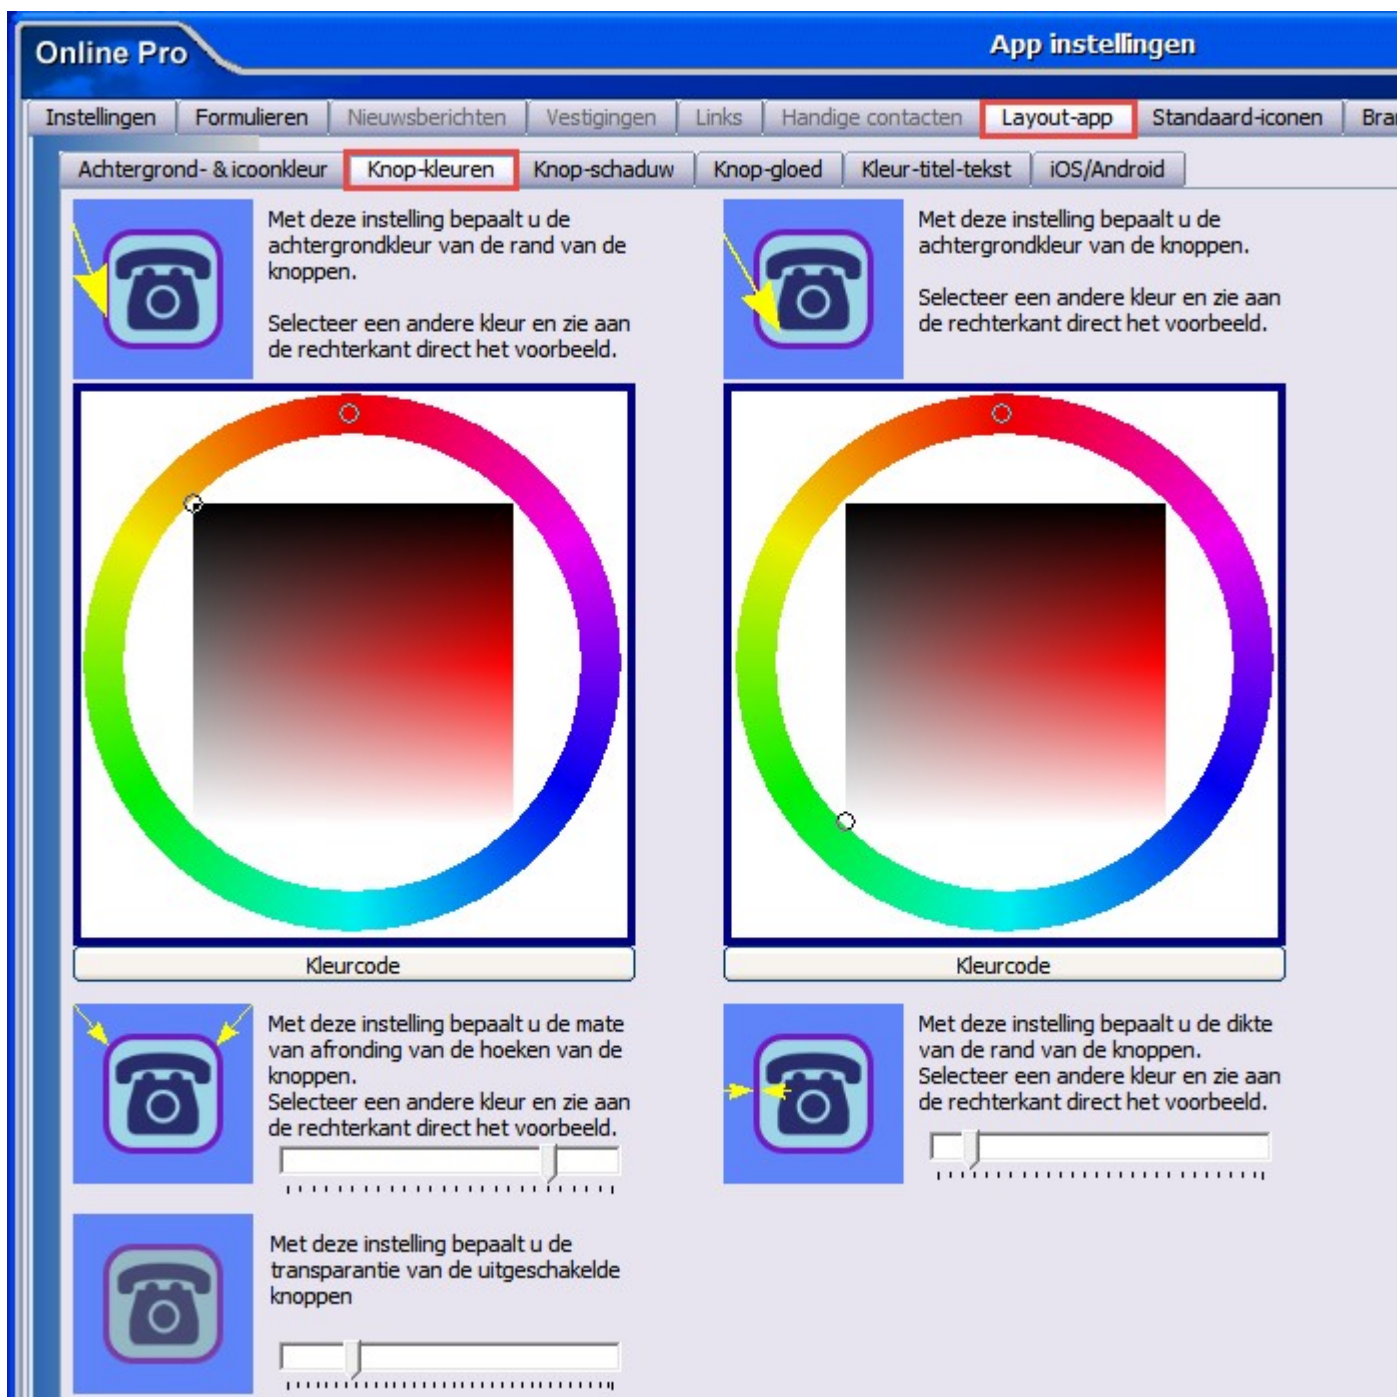 Online Pro
App instellingen
Instellingen Formulieren Nieuwsberichten Vestigingen Links Handige contacten Layout-app Standaard-iconen Bra
Achtergrond- & icoonkleur Knop-kleuren Knop-schaduw Knop-gloed Kleur-titel-tekst iOS/Android
Met deze instelling bepaalt u de
achtergrondkleur van de rand van de
knoppen.
Selecteer een andere kleur en zie aan
de rechterkant direct het voorbeeld.
Met deze instelling bepaalt u de
achtergrondkleur van de knoppen.
Selecteer een andere kleur en zie aan
de rechterkant direct het voorbeeld.
Kleurcode
Kleurcode
Met deze instelling bepaalt u de mate
van afronding van de hoeken van de
knoppen.
Selecteer een andere kleur en zie aan
de rechterkant direct het voorbeeld.
Met deze instelling bepaalt u de dikte
van de rand van de knoppen.
Selecteer een andere kleur en zie aan
de rechterkant direct het voorbeeld.
Met deze instelling bepaalt u de
transparantie van de uitgeschakelde
knoppen